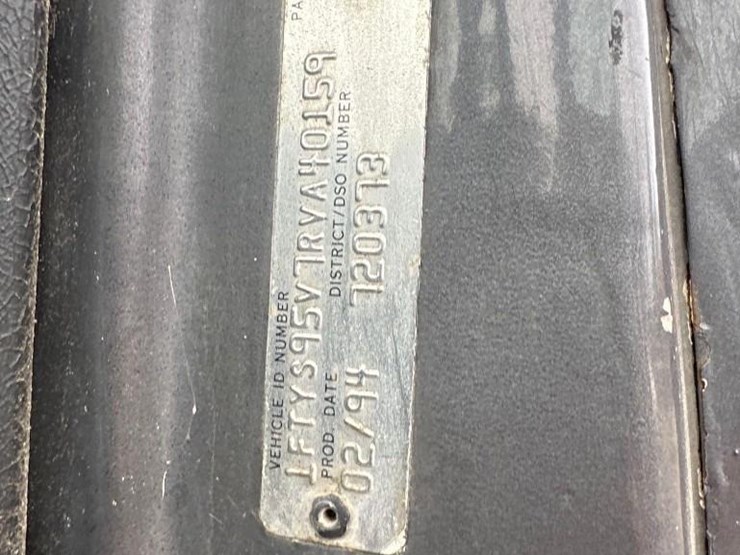 VEHICLE ID NUMBER
1FTYS95V7RVA40159
PROD. DATE DISTRICT/DSO NUMBER
02/94 720373